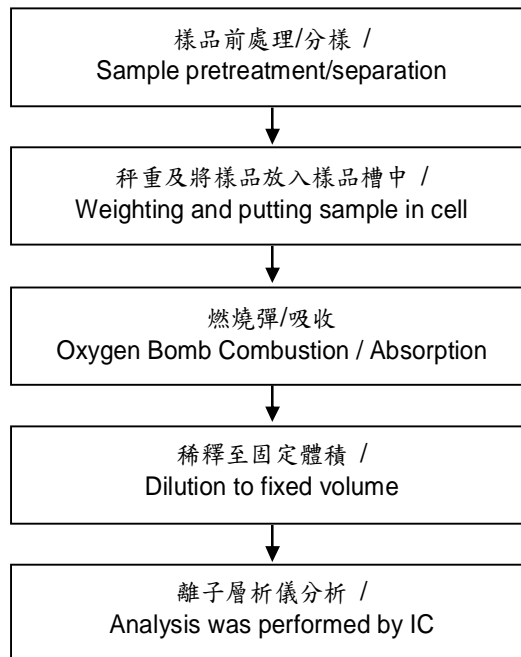 樣品前處理/分樣 /
Sample pretreatment/separation
秤重及將樣品放入樣品槽中 /
Weighting and putting sample in cell
燃燒彈/吸收
Oxygen Bomb Combustion / Absorption
稀釋至固定體積 /
Dilution to fixed volume
離子層析儀分析 /
Analysis was performed by IC